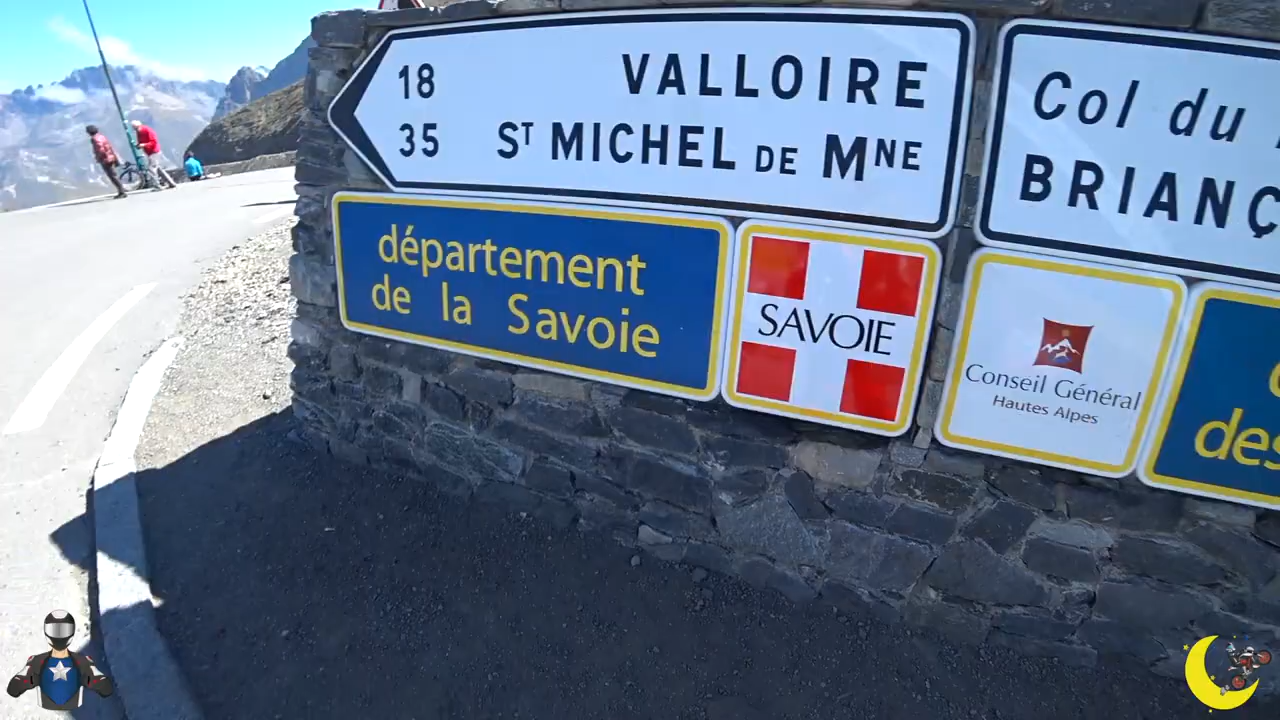 18 VALLOIRE
35 Sᵀ MICHEL DE Mᴺᴱ
Col du
BRIANÇ
département
de la Savoie
SAVOIE
Conseil Général
Hautes Alpes
des